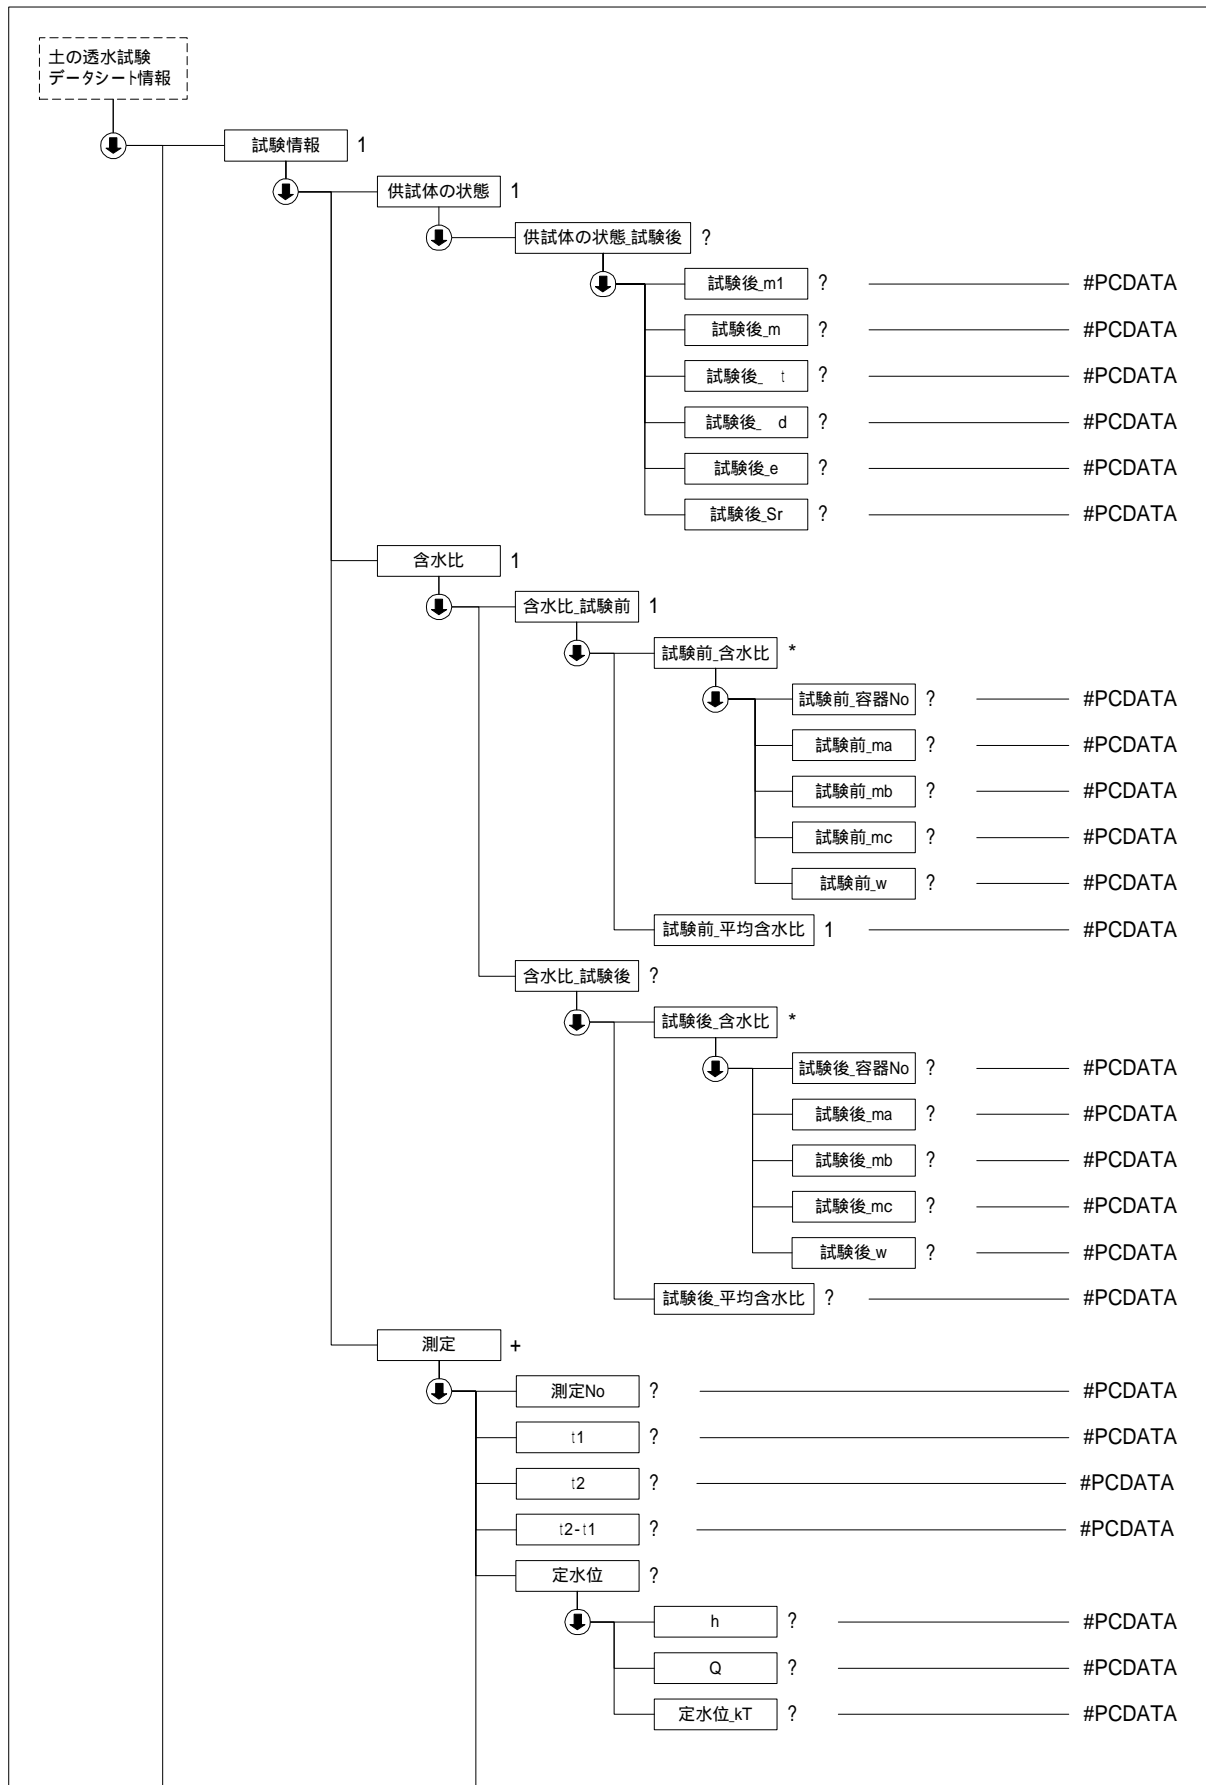 土の透水試験
データシート情報
試験情報 1
供試体の状態 1
供試体の状態_試験後 ?
試験後_m1 ? #PCDATA
試験後_m ? #PCDATA
試験後_ t ? #PCDATA
試験後_ d ? #PCDATA
試験後_e ? #PCDATA
試験後_Sr ? #PCDATA
含水比 1
含水比_試験前 1
試験前_含水比 *
試験前_容器No ? #PCDATA
試験前_ma ? #PCDATA
試験前_mb ? #PCDATA
試験前_mc ? #PCDATA
試験前_w ? #PCDATA
試験前_平均含水比 1 #PCDATA
含水比_試験後 ?
試験後_含水比 *
試験後_容器No ? #PCDATA
試験後_ma ? #PCDATA
試験後_mb ? #PCDATA
試験後_mc ? #PCDATA
試験後_w ? #PCDATA
試験後_平均含水比 ? #PCDATA
測定 +
測定No ? #PCDATA
t1 ? #PCDATA
t2 ? #PCDATA
t2-t1 ? #PCDATA
定水位 ?
h ? #PCDATA
Q ? #PCDATA
定水位_kT ? #PCDATA